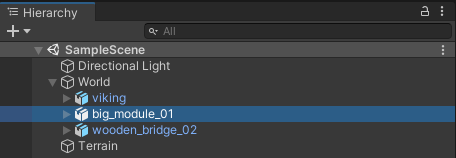 Hierarchy
All
SampleScene
Directional Light
World
viking
big_module_01
wooden_bridge_02
Terrain